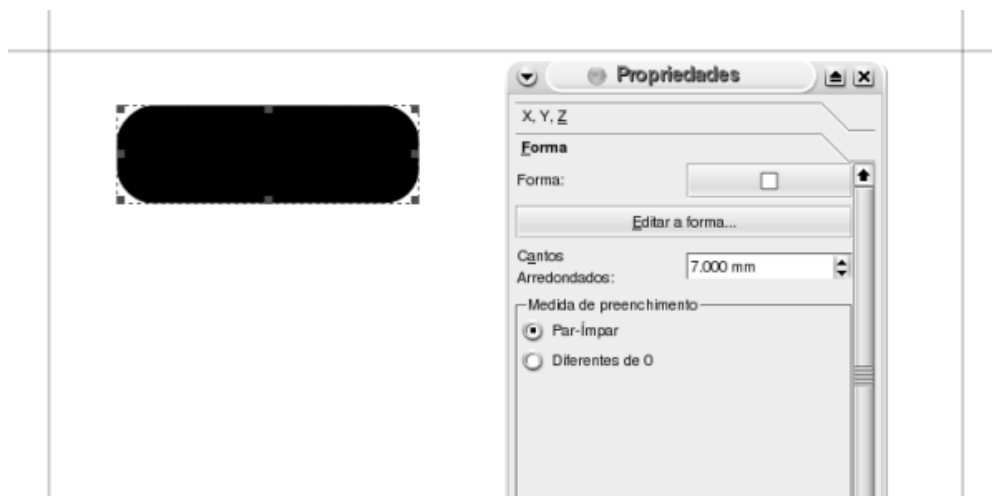 Propriedades
X, Y, Z
Forma
Forma:
Editar a forma...
Cantos
Arredondados:
7.000 mm
Medida de preenchimento
Par-Ímpar
Diferentes de 0